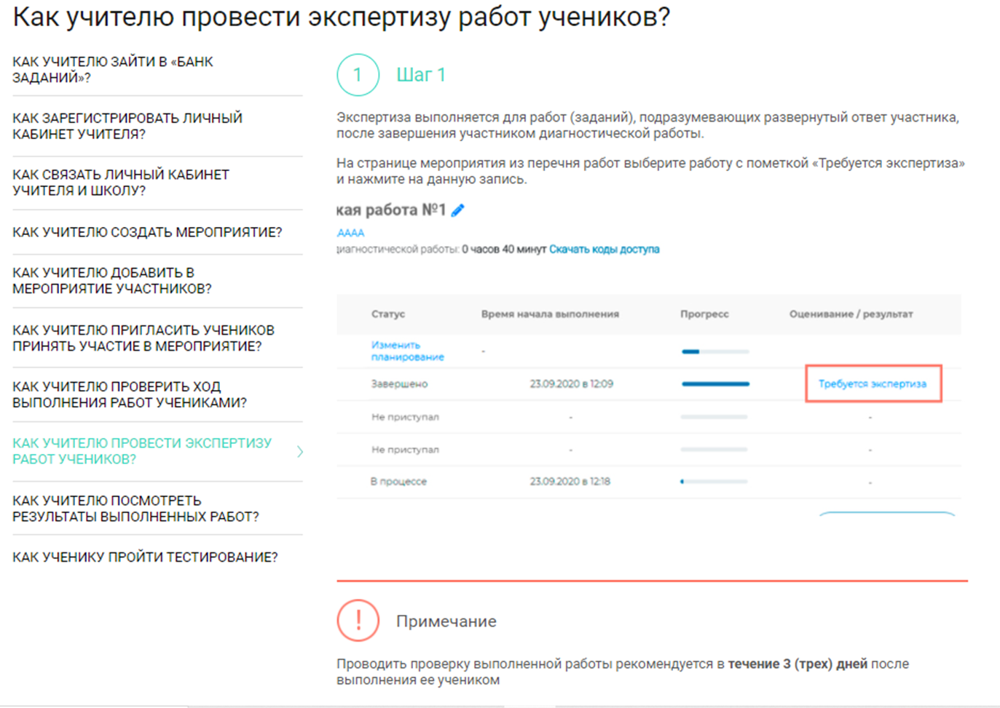 Как учителю провести экспертизу работ учеников?
КАК УЧИТЕЛЮ ЗАЙТИ В «БАНК
ЗАДАНИЙ»?
КАК ЗАРЕГИСТРИРОВАТЬ ЛИЧНЫЙ
КАБИНЕТ УЧИТЕЛЯ?
КАК СВЯЗАТЬ ЛИЧНЫЙ КАБИНЕТ
УЧИТЕЛЯ И ШКОЛУ?
КАК УЧИТЕЛЮ СОЗДАТЬ МЕРОПРИЯТИЕ?
КАК УЧИТЕЛЮ ДОБАВИТЬ В
МЕРОПРИЯТИЕ УЧАСТНИКОВ?
КАК УЧИТЕЛЮ ПРИГЛАСИТЬ УЧЕНИКОВ
ПРИНЯТЬ УЧАСТИЕ В МЕРОПРИЯТИЕ?
КАК УЧИТЕЛЮ ПРОВЕРИТЬ ХОД
ВЫПОЛНЕНИЯ РАБОТ УЧЕНИКАМИ?
КАК УЧИТЕЛЮ ПРОВЕСТИ ЭКСПЕРТИЗУ
РАБОТ УЧЕНИКОВ?
КАК УЧИТЕЛЮ ПОСМОТРЕТЬ
РЕЗУЛЬТАТЫ ВЫПОЛНЕННЫХ РАБОТ?
КАК УЧЕНИКУ ПРОЙТИ ТЕСТИРОВАНИЕ?
1 Шаг 1
Экспертиза выполняется для работ (заданий), подразумевающих развернутый ответ участника,
после завершения участником диагностической работы.
На странице мероприятия из перечня работ выберите работу с пометкой «Требуется экспертиза»
и нажмите на данную запись.
кая работа №1
АААА
диагностической работы: 0 часов 40 минут Скачать коды доступа
Статус Время начала выполнения Прогресс Оценивание / результат
Изменить
планирование -
Завершено 23.09.2020 в 12:09 Требуется экспертиза
Не приступал - -
Не приступал - -
В процессе 23.09.2020 в 12:18 -
! Примечание
Проводить проверку выполненной работы рекомендуется в течение 3 (трех) дней после
выполнения ее учеником